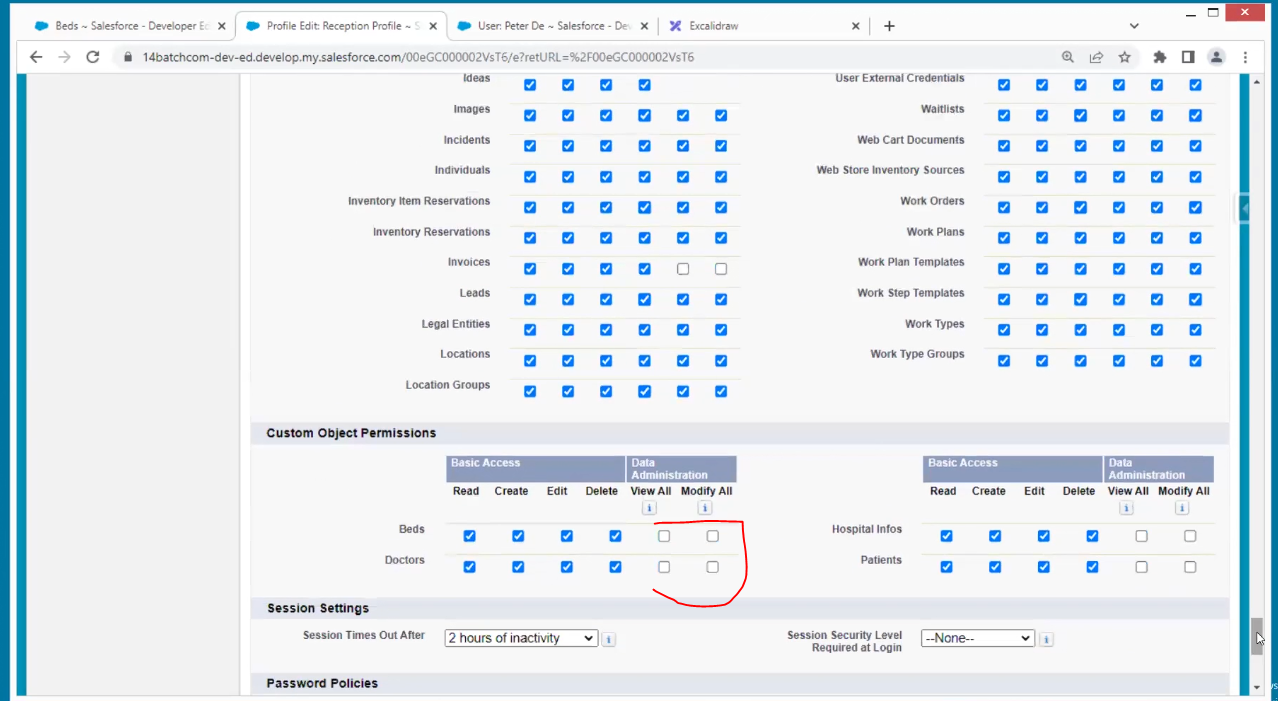 Beds ~ Salesforce - Developer Ed
Profile Edit: Reception Profile ~ S
User: Peter De ~ Salesforce - De
Excalidraw
14batchcom-dev-ed.develop.my.salesforce.com/00eGC000002VsT6/e?retURL=%2F00eGC000002VsT6
Ideas
User External Credentials
Images
Waitlists
Incidents
Web Cart Documents
Individuals
Web Store Inventory Sources
Inventory Item Reservations
Work Orders
Inventory Reservations
Work Plans
Invoices
Work Plan Templates
Leads
Work Step Templates
Legal Entities
Work Types
Locations
Work Type Groups
Location Groups
Custom Object Permissions
Basic Access
Data Administration
Basic Access
Data Administration
Read Create Edit Delete View All Modify All
Read Create Edit Delete View All Modify All
Beds
Hospital Infos
Doctors
Patients
Session Settings
Session Times Out After
2 hours of inactivity
Session Security Level
Required at Login
--None--
Password Policies